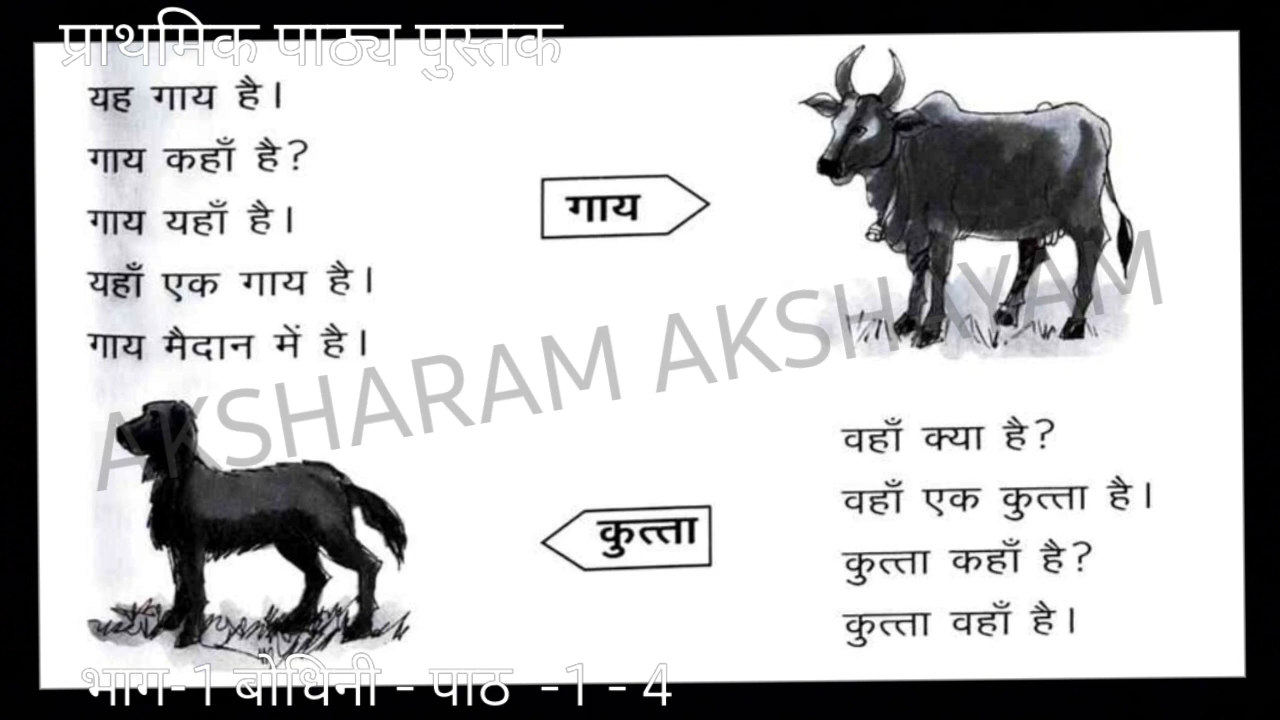 प्राथमिक पाठ्य पुस्तक
यह गाय है।
गाय कहाँ है?
गाय यहाँ है।
यहाँ एक गाय है।
गाय मैदान में है।
गाय
AKSHARAM AKSHAYAM
कुत्ता
वहाँ क्या है?
वहाँ एक कुत्ता है।
कुत्ता कहाँ है?
कुत्ता वहाँ है।
भाग-1 बोधिनी - पाठ -1 - 4